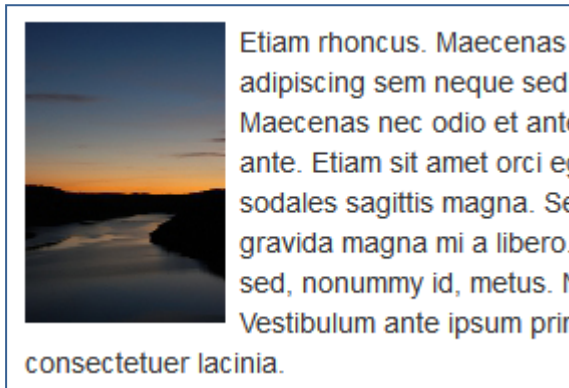 Etiam rhoncus. Maecenas
adipiscing sem neque sed
Maecenas nec odio et
ante. Etiam sit amet orci
sodales sagittis magna.
gravida magna mi a libero.
sed, nonummy id, metus.
Vestibulum ante ipsum
consectetuer lacinia.